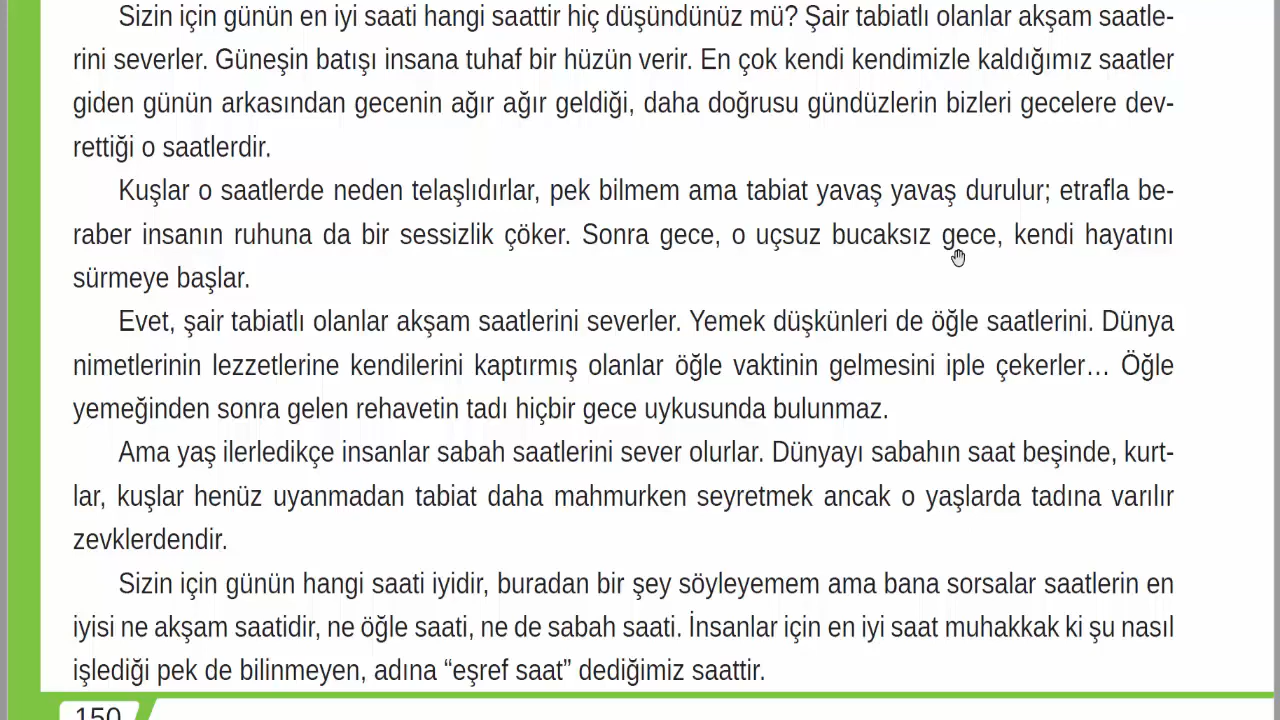 Sizin için günün en iyi saati hangi saattir hiç düşündünüz mü? Şair tabiatlı olanlar akşam saatle-
rini severler. Güneşin batışı insana tuhaf bir hüzün verir. En çok kendi kendimizle kaldığımız saatler
giden günün arkasından gecenin ağır ağır geldiği, daha doğrusu gündüzlerin bizleri gecelere dev-
rettiği o saatlerdir.
Kuşlar o saatlerde neden telaşlıdırlar, pek bilmem ama tabiat yavaş yavaş durulur; etrafla be-
raber insanın ruhuna da bir sessizlik çöker. Sonra gece, o uçsuz bucaksız gece, kendi hayatını
sürmeye başlar.
Evet, şair tabiatlı olanlar akşam saatlerini severler. Yemek düşkünleri de öğle saatlerini. Dünya
nimetlerinin lezzetlerine kendilerini kaptırmış olanlar öğle vaktinin gelmesini iple çekerler… Öğle
yemeğinden sonra gelen rehavetin tadı hiçbir gece uykusunda bulunmaz.
Ama yaş ilerledikçe insanlar sabah saatlerini sever olurlar. Dünyayı sabahın saat beşinde, kurt-
lar, kuşlar henüz uyanmadan tabiat daha mahmurken seyretmek ancak o yaşlarda tadına varılır
zevklerdendir.
Sizin için günün hangi saati iyidir, buradan bir şey söyleyemem ama bana sorsalar saatlerin en
iyisi ne akşam saatidir, ne öğle saati, ne de sabah saati. İnsanlar için en iyi saat muhakkak ki şu nasıl
işlediği pek de bilinmeyen, adına “eşref saat” dediğimiz saattir.
150